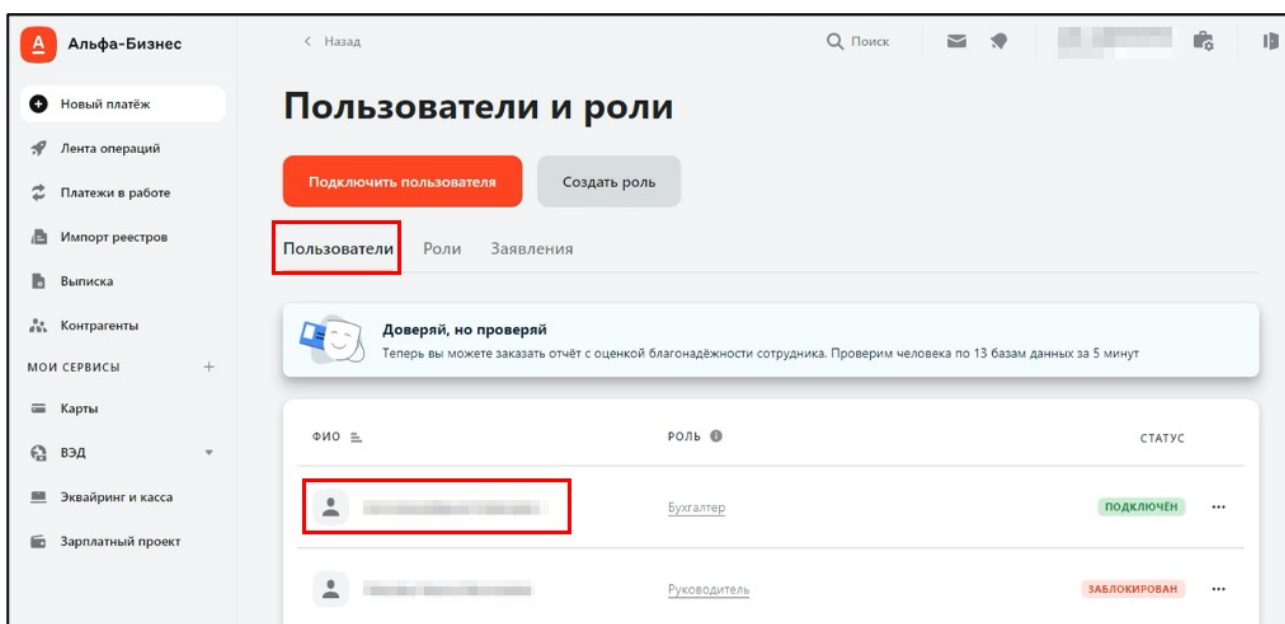 А
Альфа-Бизнес
Назад
Поиск
Новый платёж
Лента операций
Платежи в работе
Импорт реестров
Выписка
Контрагенты
МОИ СЕРВИСЫ
Карты
ВЭД
Эквайринг и касса
Зарплатный проект
Пользователи и роли
Подключить пользователя Создать роль
Пользователи Роли Заявления
Доверяй, но проверяй
Теперь вы можете заказать отчёт с оценкой благонадёжности сотрудника. Проверим человека по 13 базам данных за 5 минут
ФИО РОЛЬ СТАТУС
Бухгалтер ПОДКЛЮЧЁН
Руководитель ЗАБЛОКИРОВАН